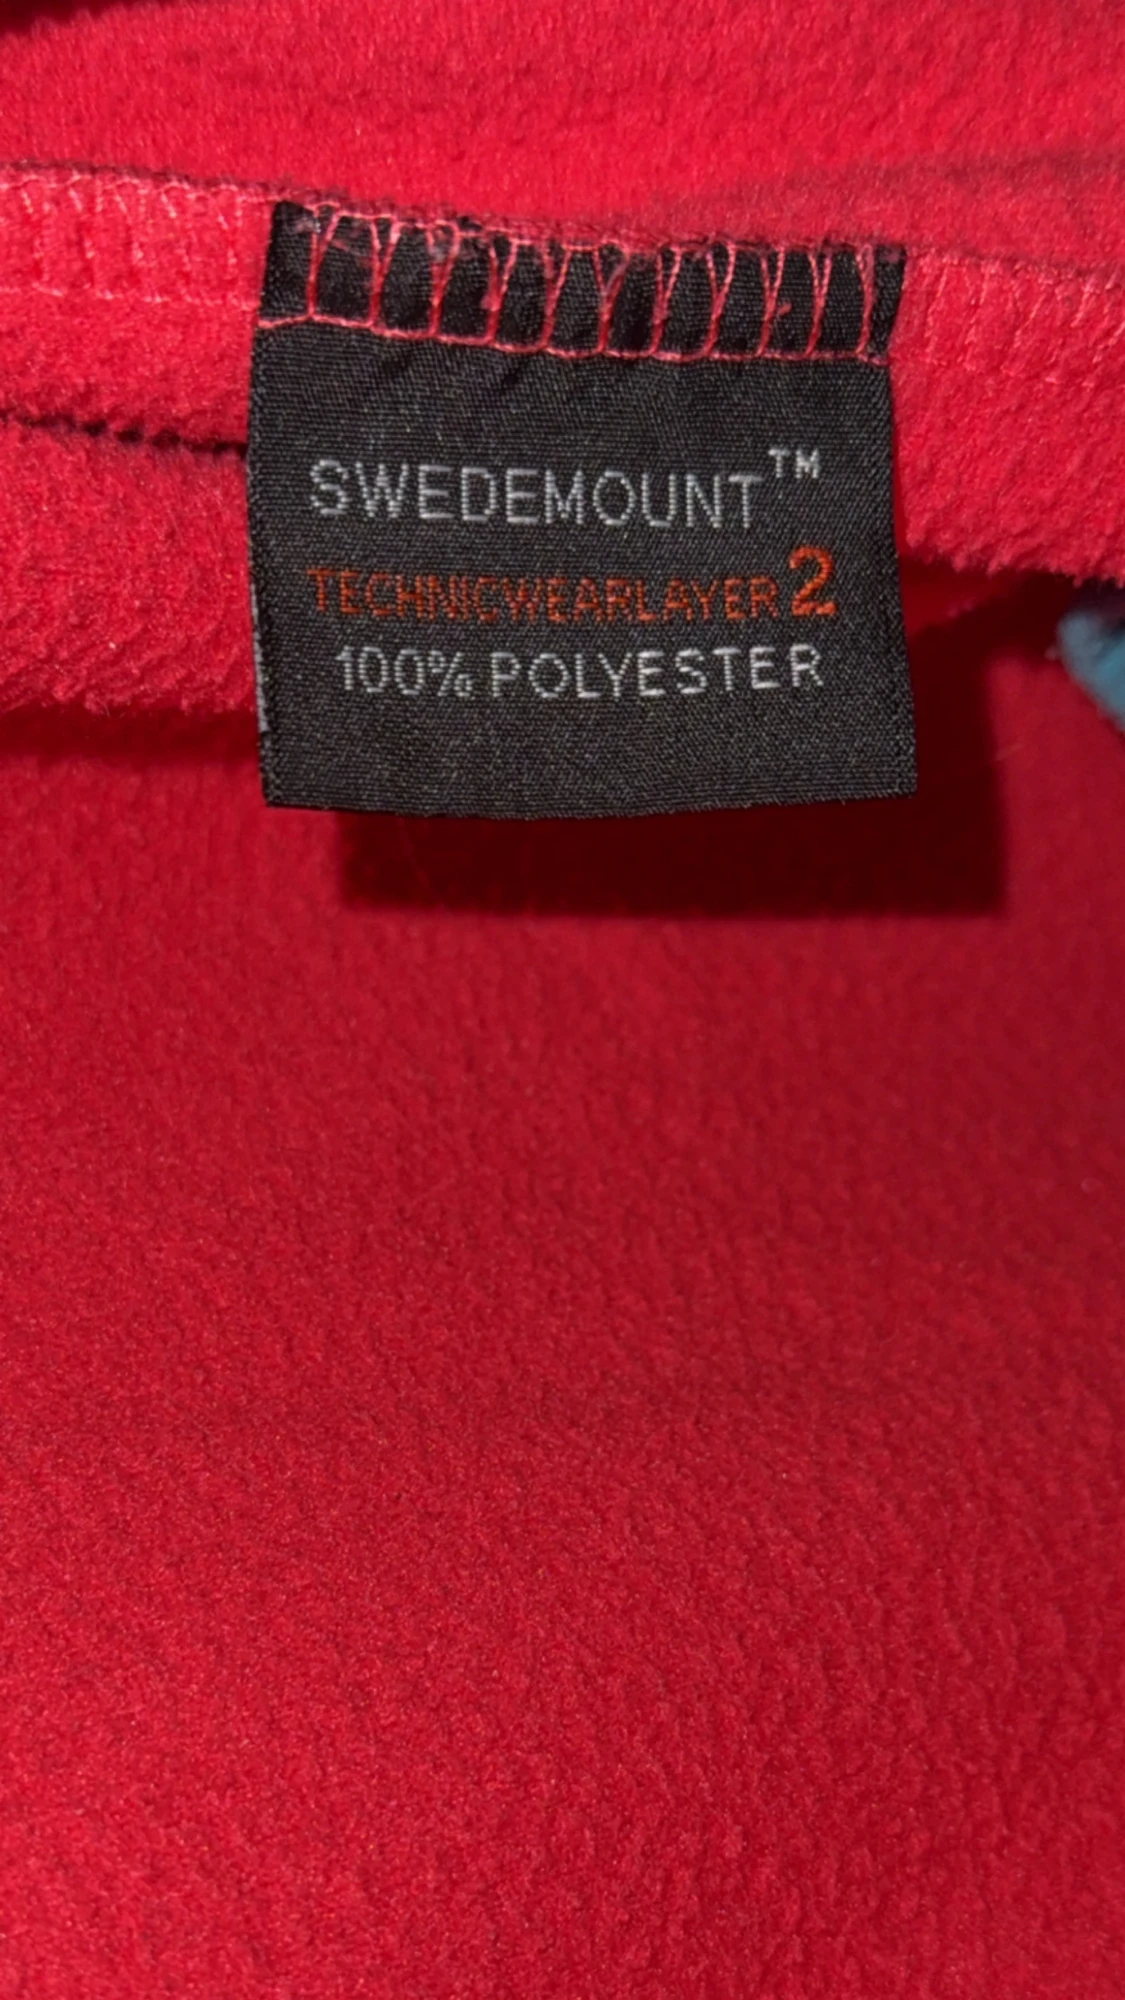 SWEDEMOUNT™
TECHNICWEARLAYER 2
100% POLYESTER